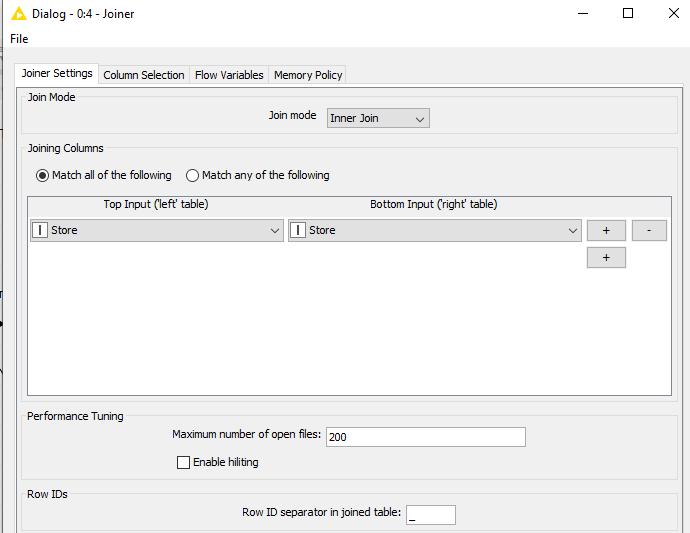 Dialog - 0:4 - Joiner
File
Joiner Settings Column Selection Flow Variables Memory Policy
Join Mode
Join mode Inner Join
Joining Columns
Match all of the following Match any of the following
Top Input ('left' table) Bottom Input ('right' table)
I Store I Store + -
+
Performance Tuning
Maximum number of open files: 200
Enable hiliting
Row IDs
Row ID separator in joined table: _